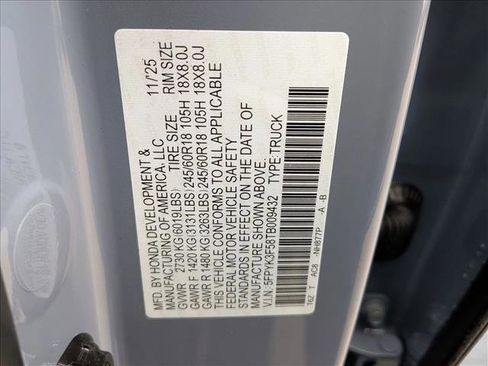 MFD. BY HONDA DEVELOPMENT & 11/25
MANUFACTURING OF AMERICA, LLC
TIRE SIZE RIM SIZE
GVWR 2730 KG(6019LBS)
GAWR F 1420 KG(3131LBS) 245/60R18 105H 18X8.0J
GAWR R 1480 KG(3263LBS) 245/60R18 105H 18X8.0J
THIS VEHICLE CONFORMS TO ALL APPLICABLE
FEDERAL MOTOR VEHICLE SAFETY
STANDARDS IN EFFECT ON THE DATE OF
MANUFACTURE SHOWN ABOVE.
V.I.N.: 5FPYK3F58TB009432 TYPE:TRUCK
T AC8 -NH877P -A -B